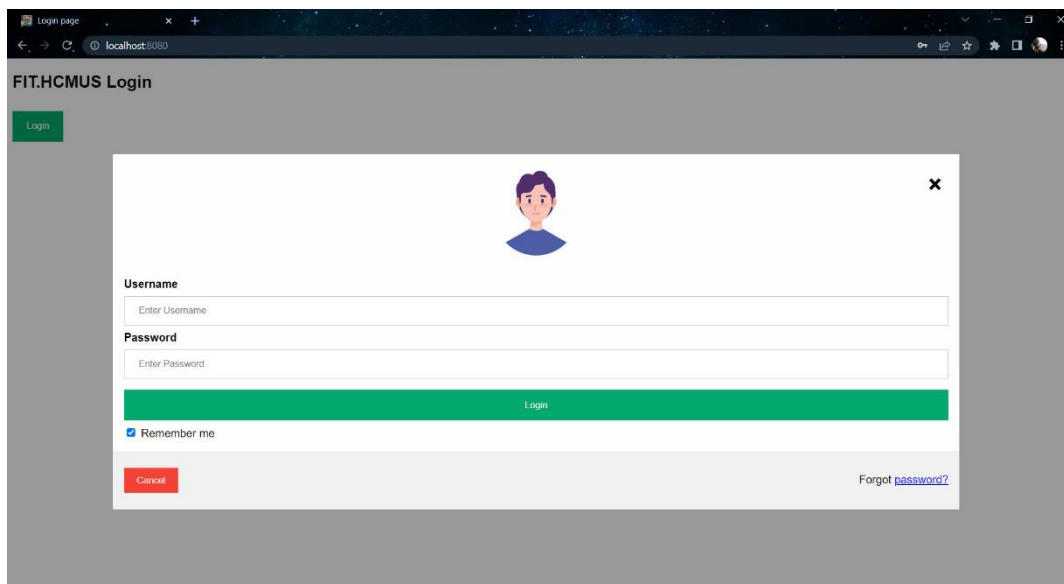 Login page
localhost:8080
FIT.HCMUS Login
Login
Username
Enter Username
Password
Enter Password
Login
Remember me
Cancel
Forgot password?